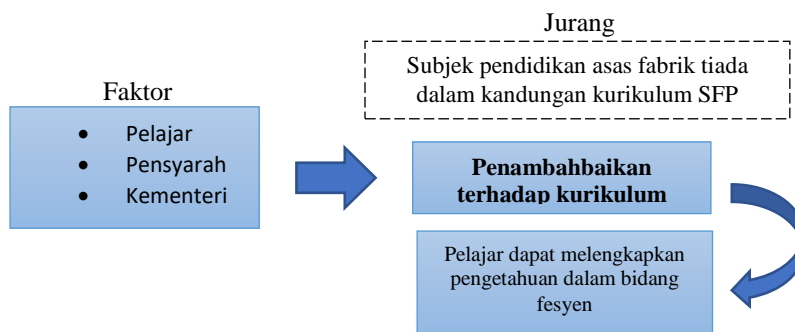 Jurang
Subjek pendidikan asas fabrik tiada
dalam kandungan kurikulum SFP
Faktor
• Pelajar
• Pensyarah
• Kementeri
Penambahbaikan
terhadap kurikulum
Pelajar dapat melengkapkan
pengetahuan dalam bidang
fesyen